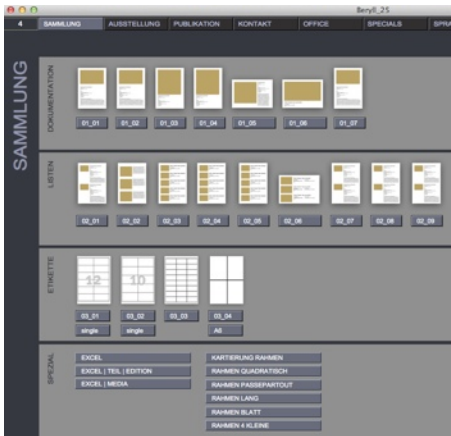 Beryll_25
4 SAMMLUNG AUSSTELLUNG PUBLIKATION KONTAKT OFFICE SPECIALS SPRA
SAMMLUNG
DOKUMENTATION
01_01 01_02 01_03 01_04 01_05 01_06 01_07
LISTEN
02_01 02_02 02_03 02_04 02_05 02_06 02_07 02_08 02_09
ETIKETTE
12 10
03_01 03_02 03_03 03_04
single single A6
SPEZIAL
EXCEL KARTIERUNG RAHMEN
EXCEL | TEIL | EDITION RAHMEN QUADRATISCH
EXCEL | MEDIA RAHMEN PASSEPARTOUT
RAHMEN LANG
RAHMEN BLATT
RAHMEN 4 KLEINE